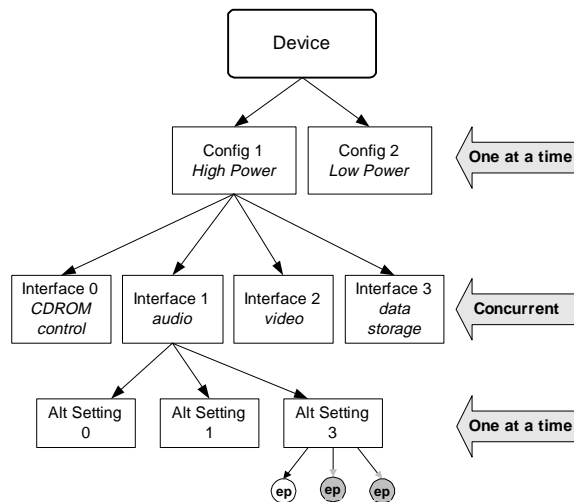 Device
Config 1
High Power
Config 2
Low Power
One at a time
Interface 0
CDROM
control
Interface 1
audio
Interface 2
video
Interface 3
data
storage
Concurrent
Alt Setting
0
Alt Setting
1
Alt Setting
3
One at a time
ep
ep
ep